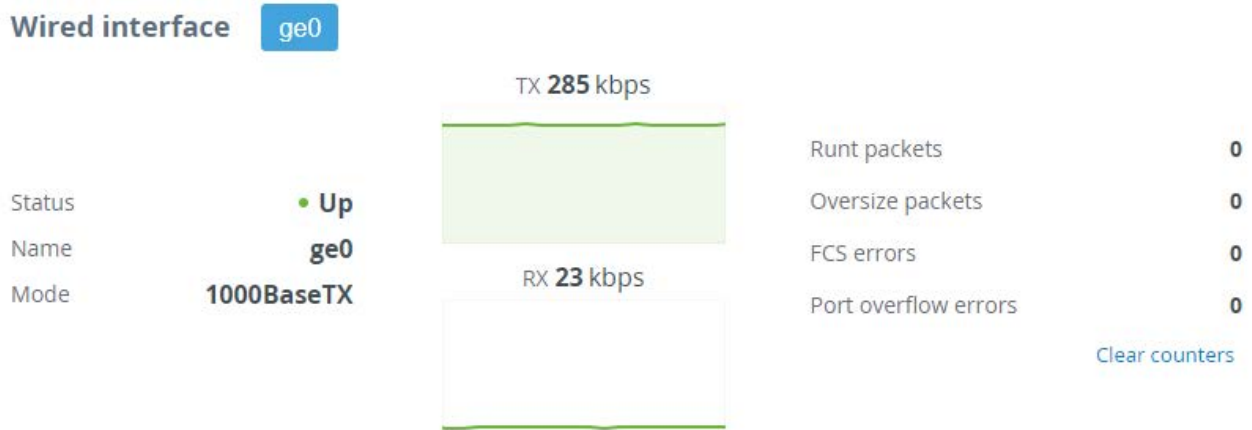 Wired interface ge0
TX 285 kbps
Status Up
Name ge0
Mode 1000BaseTX
RX 23 kbps
Runt packets 0
Oversize packets 0
FCS errors 0
Port overflow errors 0
Clear counters